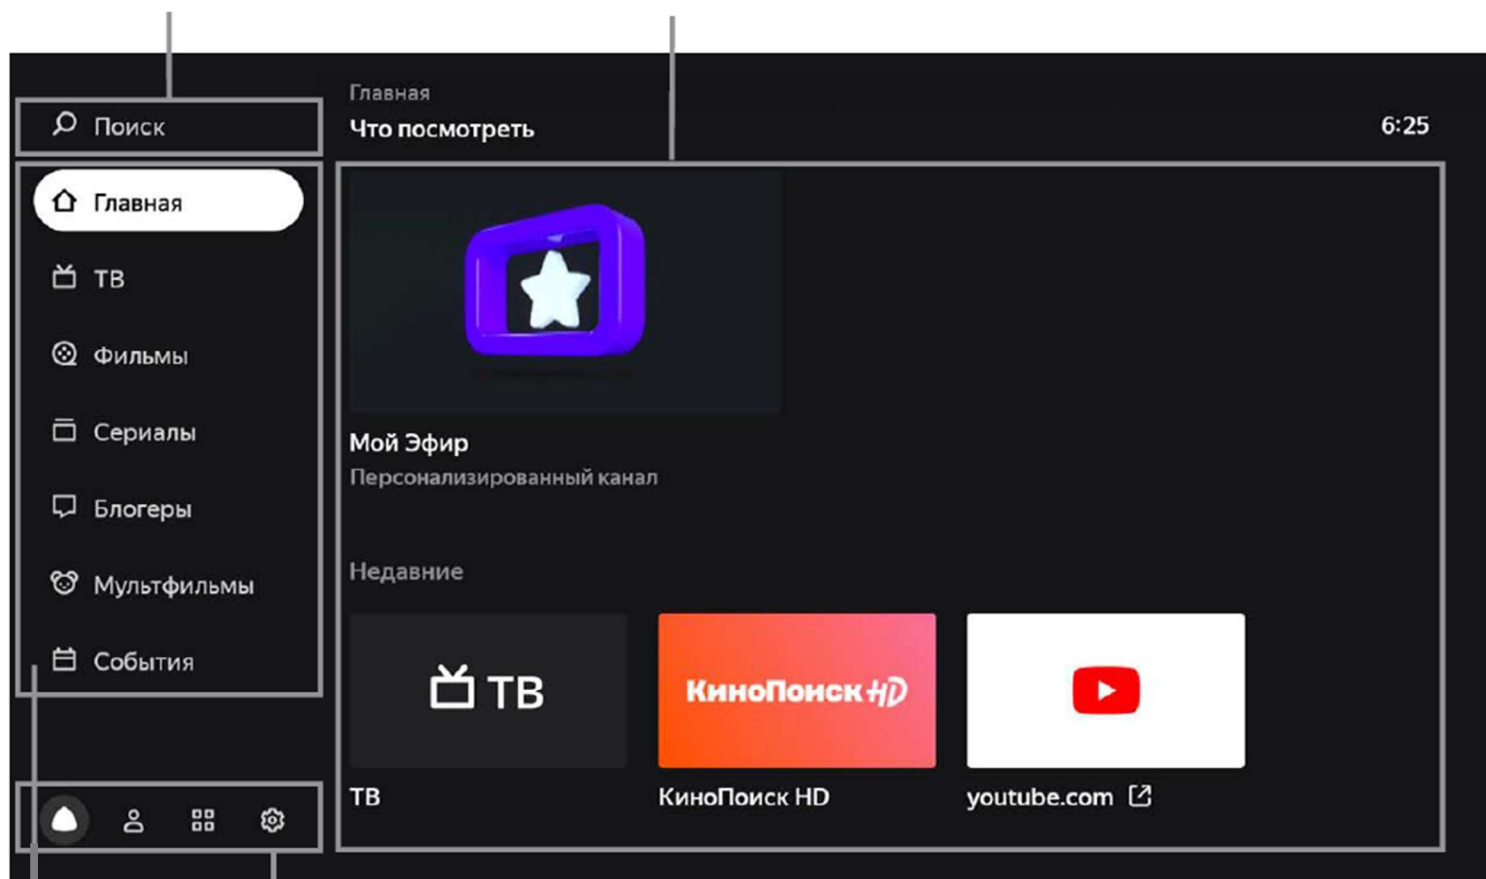 Поиск
Главная
ТВ
Фильмы
Сериалы
Блогеры
Мультфильмы
События
Главная
Что посмотреть
6:25
Мой Эфир
Персонализированный канал
Недавние
ТВ
КиноПоиск HD
ТВ
КиноПоиск HD
youtube.com